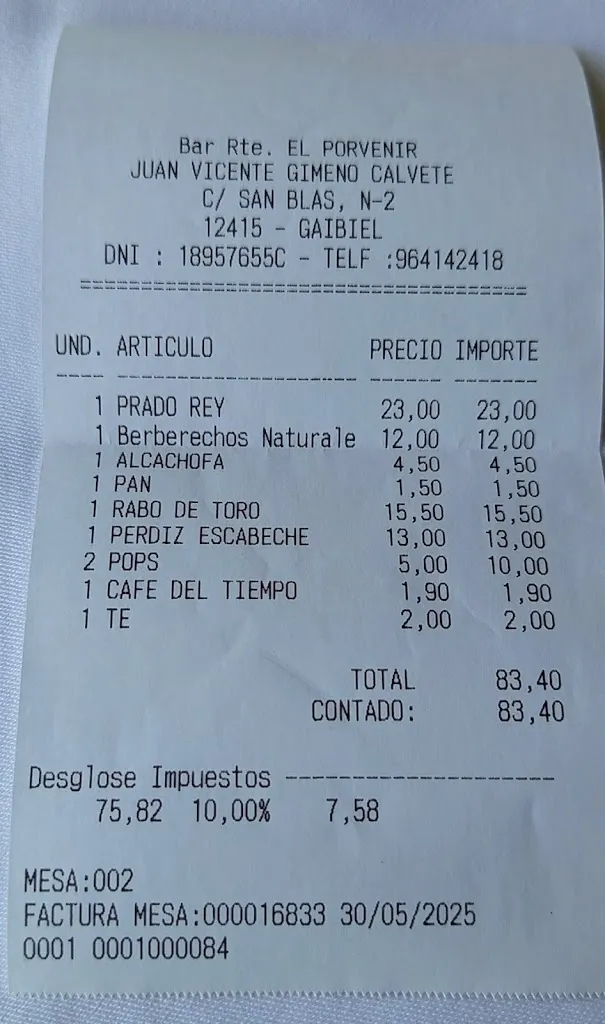 Bar Rte. EL PORVENIR
JUAN VICENTE GIMENO CALVETE
C/ SAN BLAS, N-2
12415 - GAIBIEL
DNI : 18957655C - TELF :964142418
=====================================
UND. ARTICULO PRECIO IMPORTE
---- -------------------- ------ -------
1 PRADO REY 23,00 23,00
1 Berberechos Naturale 12,00 12,00
1 ALCACHOFA 4,50 4,50
1 PAN 1,50 1,50
1 RABO DE TORO 15,50 15,50
1 PERDIZ ESCABECHE 13,00 13,00
2 POPS 5,00 10,00
1 CAFE DEL TIEMPO 1,90 1,90
1 TE 2,00 2,00
TOTAL 83,40
CONTADO: 83,40
Desglose Impuestos --------------------
75,82 10,00% 7,58
MESA:002
FACTURA MESA:000016833 30/05/2025
0001 0001000084